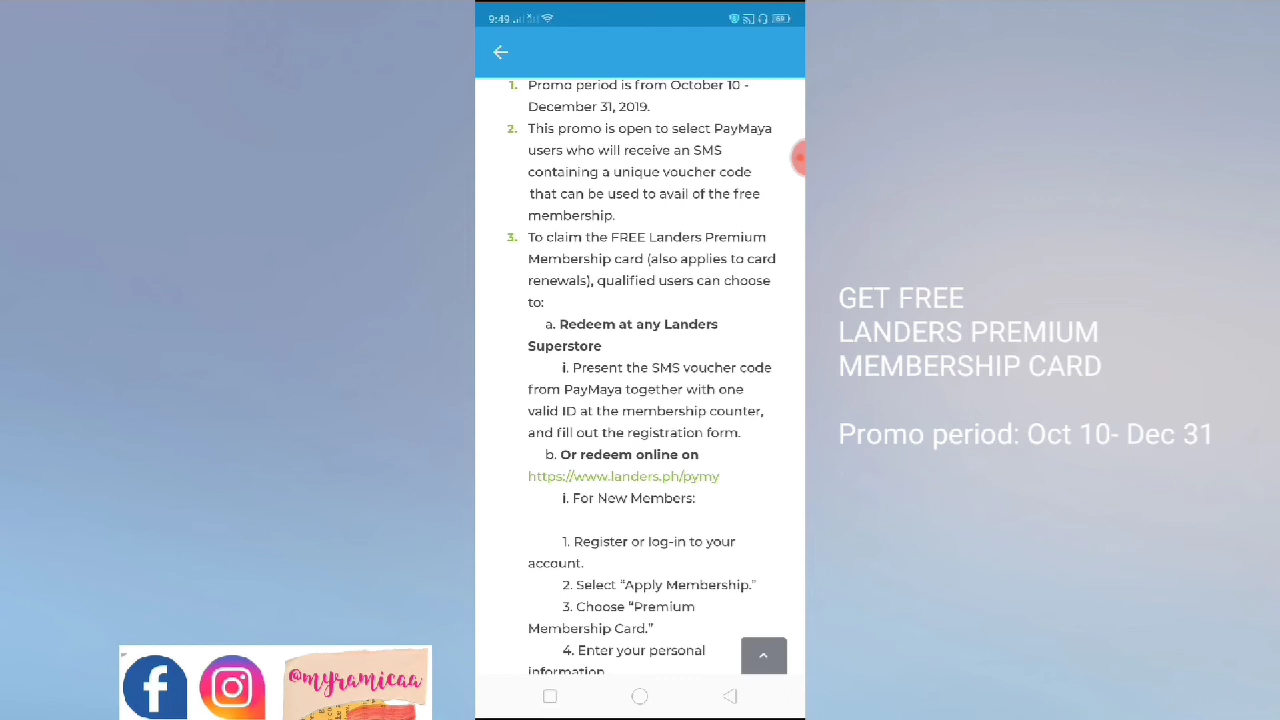 9:49
69
1. Promo period is from October 10 -
December 31, 2019.
2. This promo is open to select PayMaya
users who will receive an SMS
containing a unique voucher code
that can be used to avail of the free
membership.
3. To claim the FREE Landers Premium
Membership card (also applies to card
renewals), qualified users can choose
to:
a. Redeem at any Landers
Superstore
i. Present the SMS voucher code
from PayMaya together with one
valid ID at the membership counter,
and fill out the registration form.
b. Or redeem online on
https://www.landers.ph/pymy
i. For New Members:
1. Register or log-in to your
account.
2. Select “Apply Membership.”
3. Choose “Premium
Membership Card.”
4. Enter your personal
information
GET FREE
LANDERS PREMIUM
MEMBERSHIP CARD
Promo period: Oct 10- Dec 31
@myramicaa